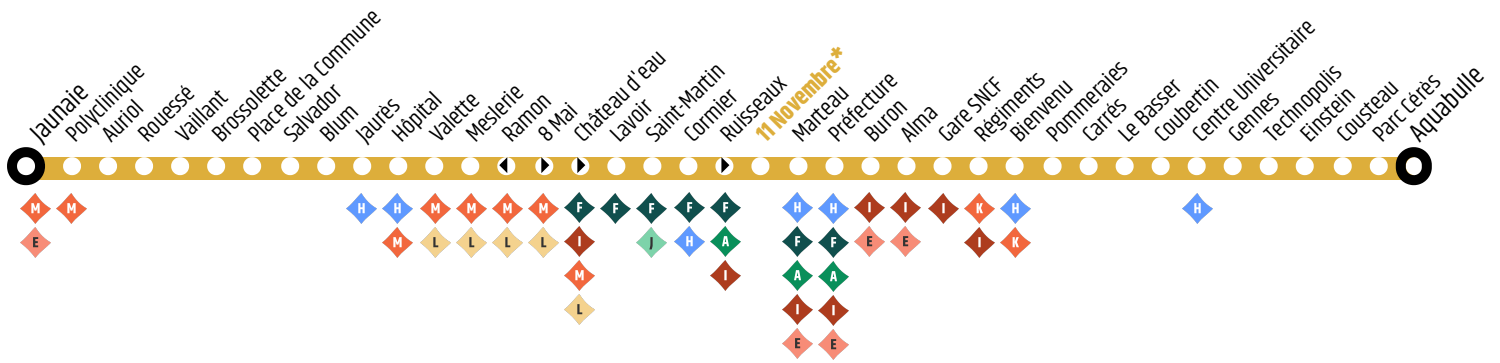 Jaunaie
Polyclinique
Auriol
Rouessé
Vaillant
Brossolette
Place de la Commune
Salvador
Blum
Jaurès
Hôpital
Valette
Meslerie
Ramon
8 Mai
Château d'eau
Lavoir
Saint-Martin
Cormier
Ruisseaux
11 Novembre*
Marteau
Préfecture
Buron
Alma
Gare SNCF
Régiments
Bienvenu
Pommeraies
Carrés
Le Basser
Coubertin
Centre Universitaire
Gennes
Technopolis
Einstein
Cousteau
Parc Cérès
Aquabulle
M M H H M M M M F F F F F H H I I I K H H
E M L L L L I J H A F F E E I K
M I A A
L I I
E E